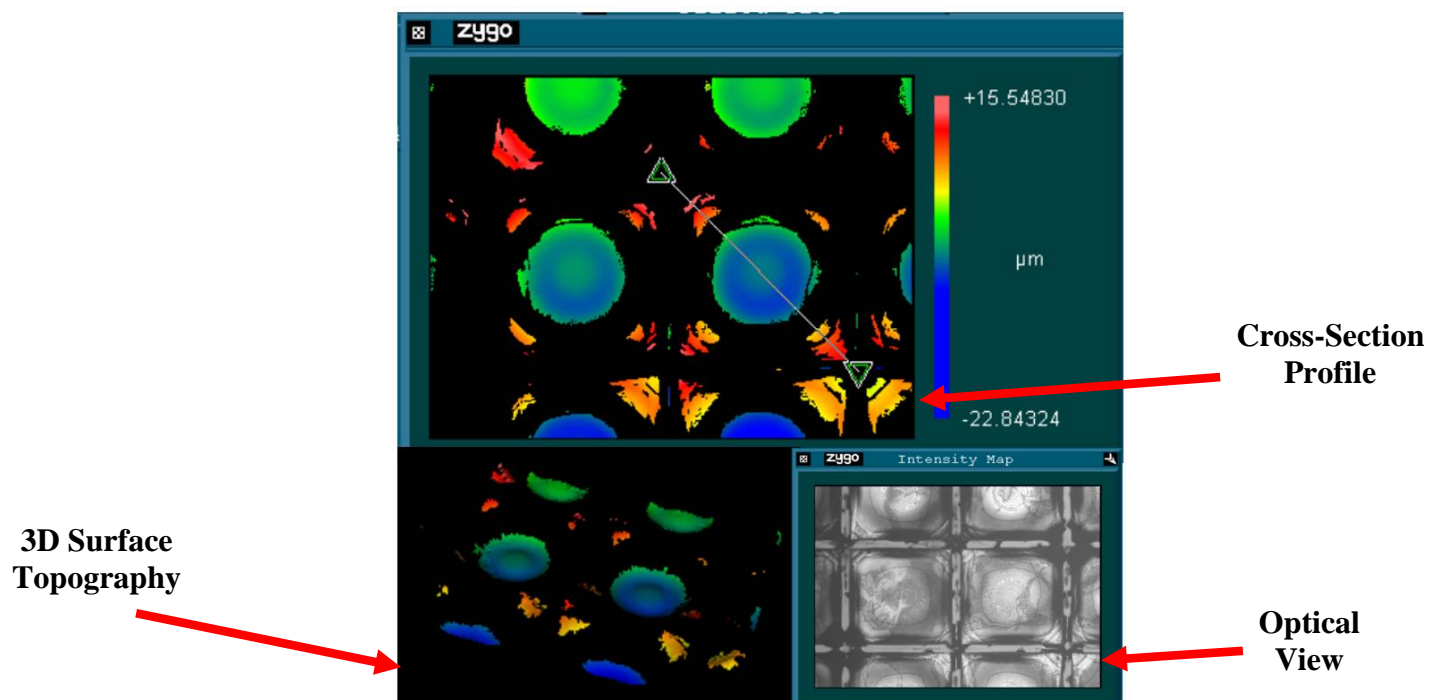 zygo
+15.54830
µm
-22.84324
Cross-Section
Profile
zygo Intensity Map
3D Surface
Topography
Optical
View